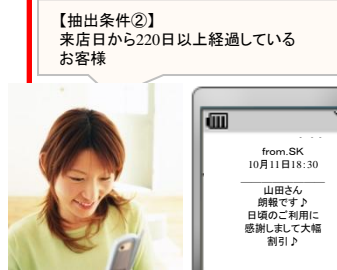 【抽出条件②】
来店日から220日以上経過している
お客様
from.SK
10月11日18:30
山田さん
朗報です♪
日頃のご利用に
感謝しまして大幅
割引♪